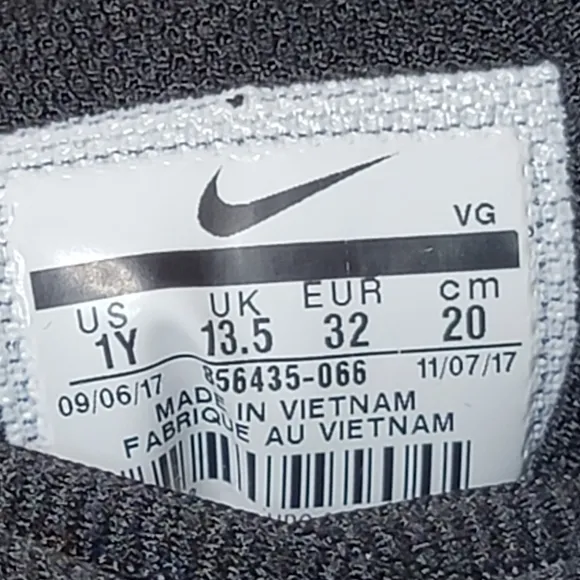 VG
US UK EUR cm
1Y 13.5 32 20
09/06/17 856435-066 11/07/17
MADE IN VIETNAM
FABRIQUE AU VIETNAM